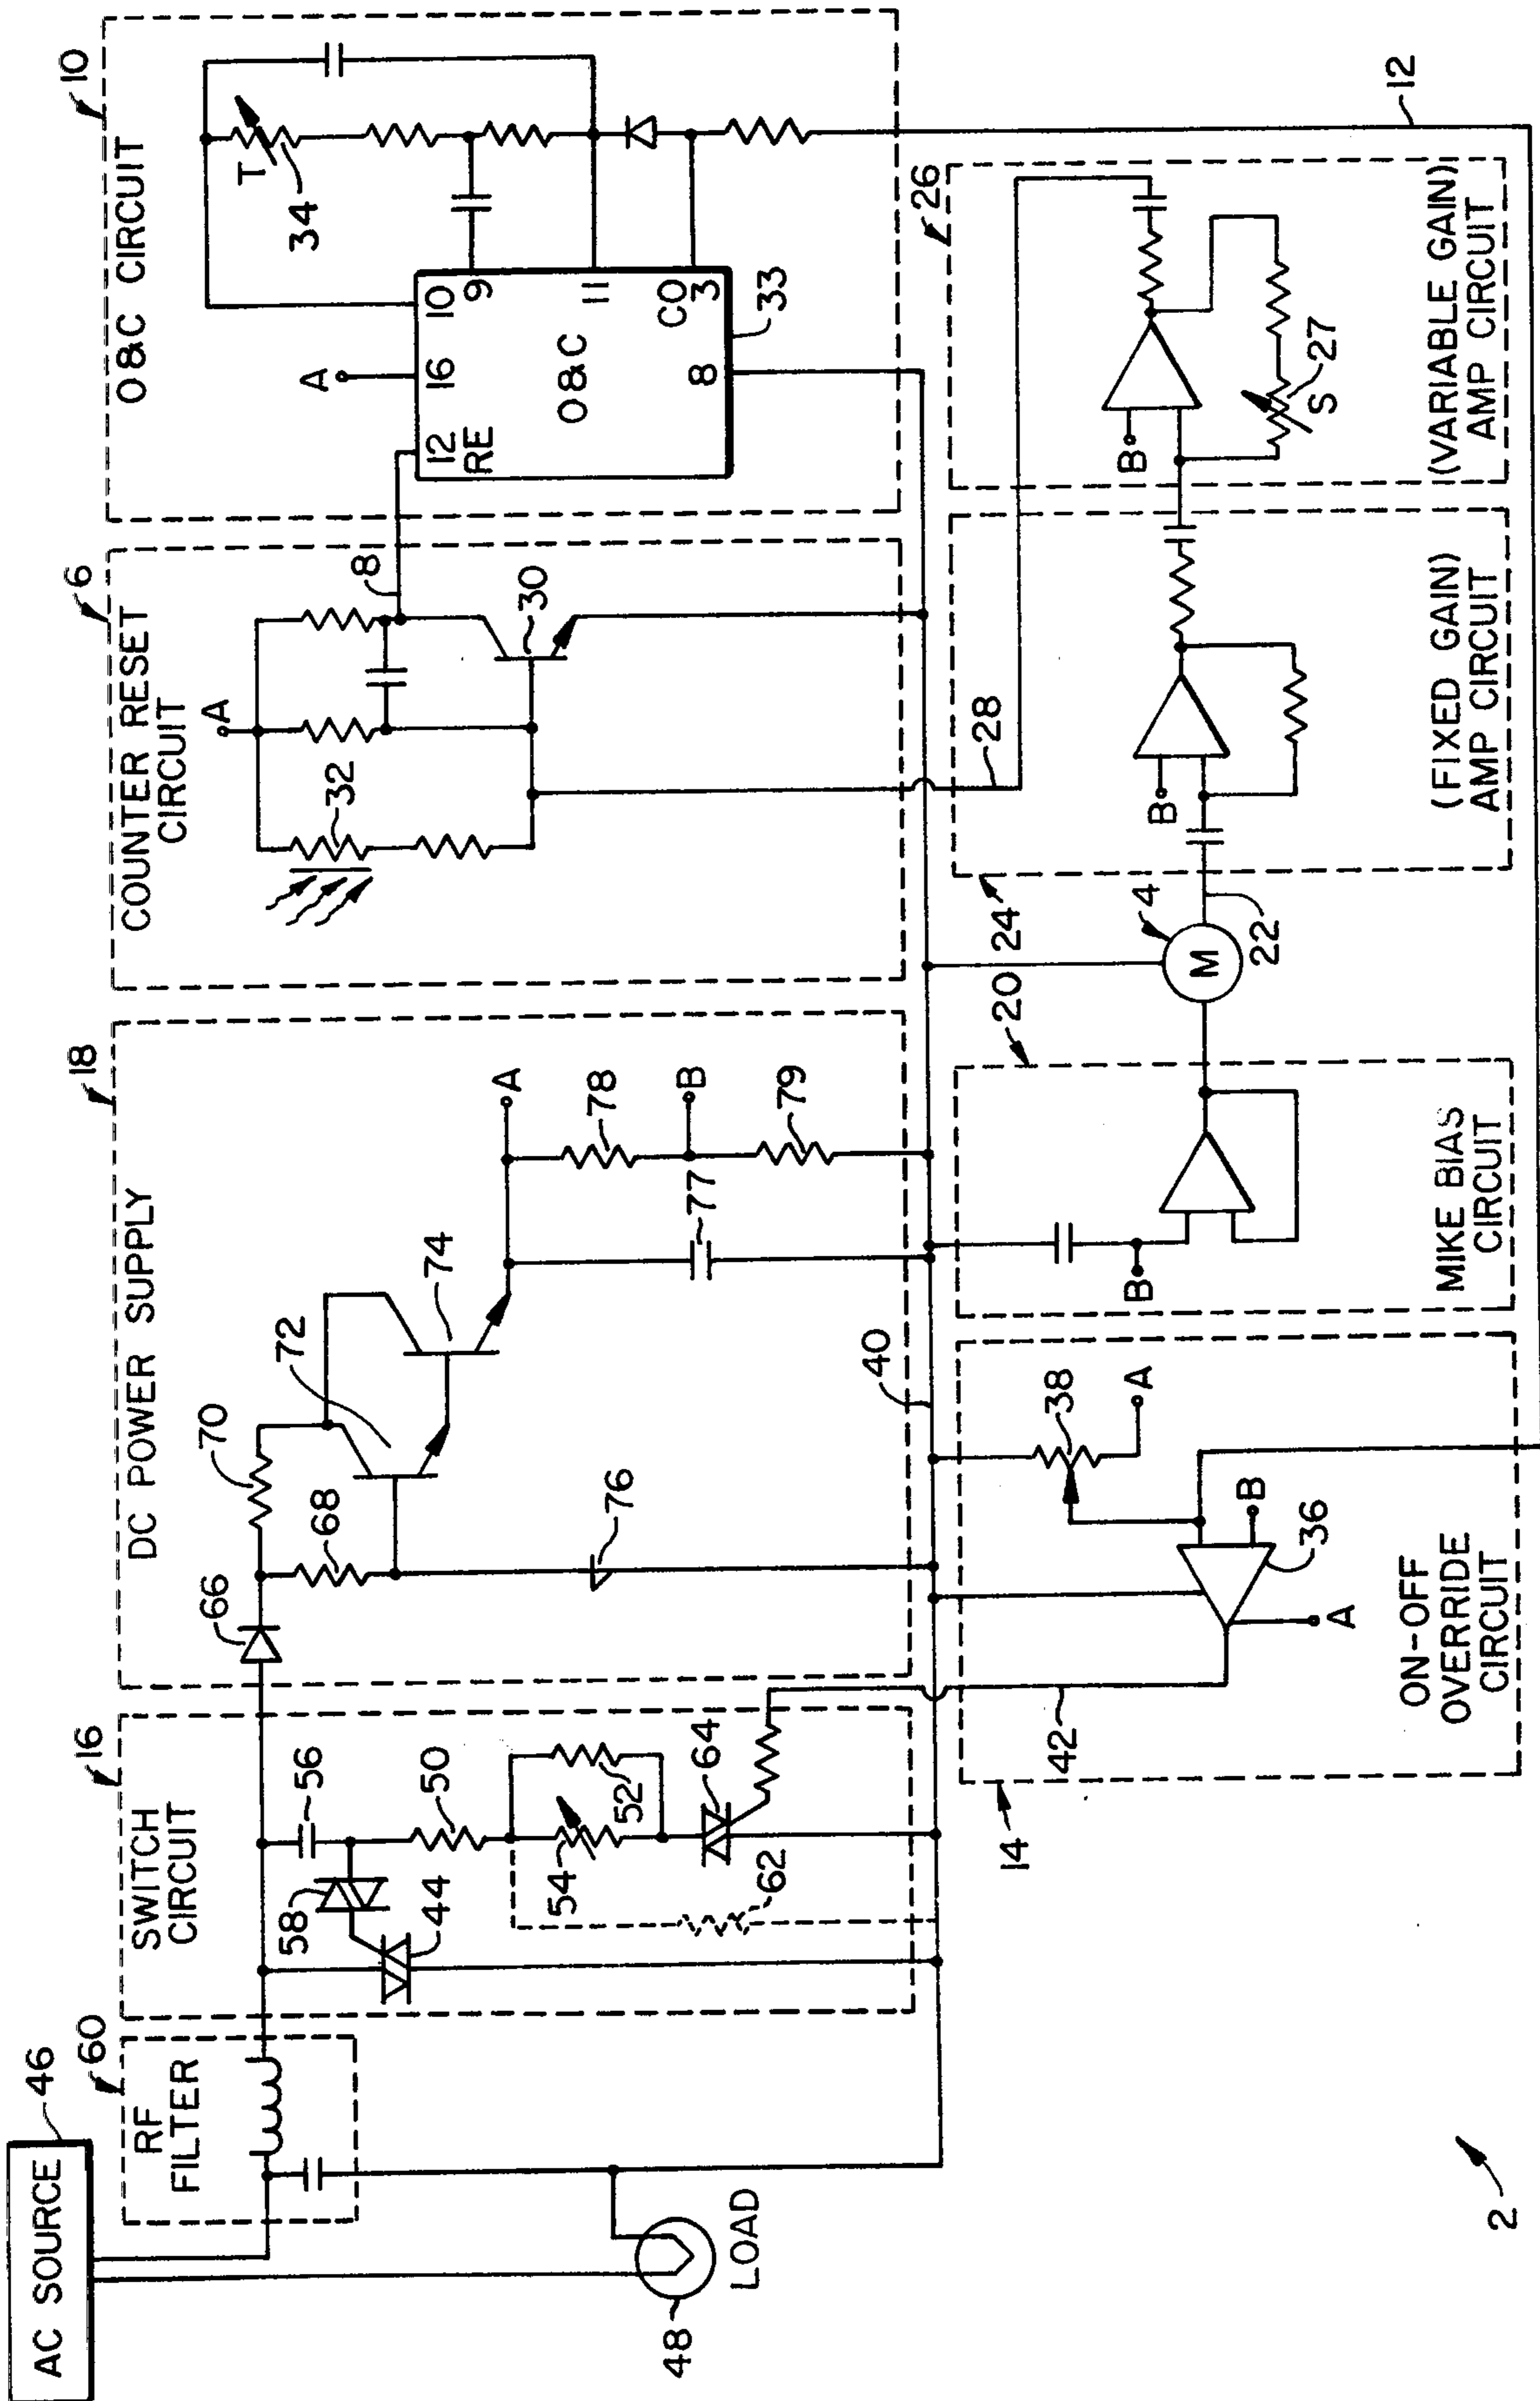 AC SOURCE
46
60
RF
FILTER
48
LOAD
16
SWITCH
CIRCUIT
56
58
44
50
54
52
64
62
18
DC POWER SUPPLY
66
70
68
72
74
76
77
A
78
B
79
40
6
COUNTER RESET
CIRCUIT
A
32
8
30
28
10
O&C CIRCUIT
A
T
34
12
RE
16
10
9
O&C
11
8
CO
3
33
12
14
42
38
A
B
36
A
ON-OFF
OVERRIDE
CIRCUIT
20
B
MIKE BIAS
CIRCUIT
M
4
22
24
B
(FIXED GAIN)
AMP CIRCUIT
26
B
S
27
(VARIABLE GAIN)
AMP CIRCUIT
2